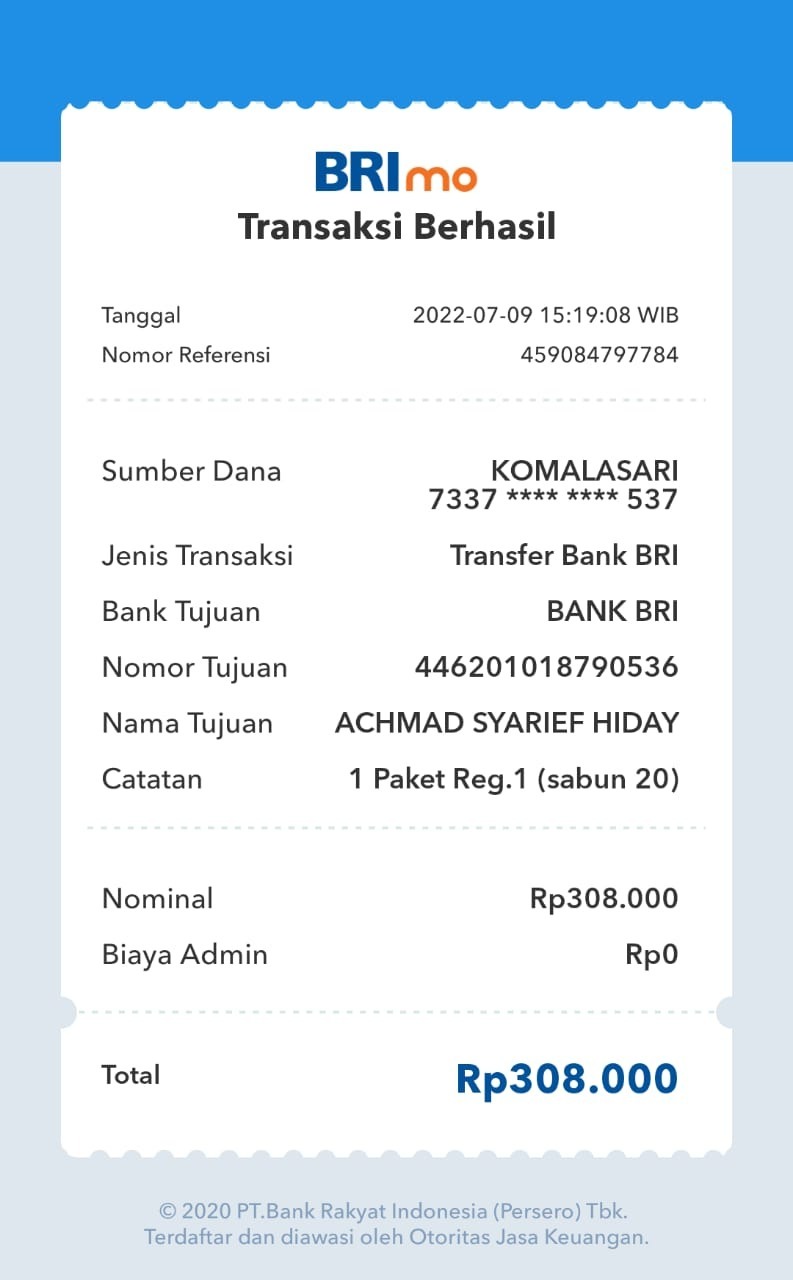 BRImo
Transaksi Berhasil
Tanggal 2022-07-09 15:19:08 WIB
Nomor Referensi 459084797784
Sumber Dana KOMALASARI
7337 **** **** 537
Jenis Transaksi Transfer Bank BRI
Bank Tujuan BANK BRI
Nomor Tujuan 446201018790536
Nama Tujuan ACHMAD SYARIEF HIDAY
Catatan 1 Paket Reg.1 (sabun 20)
Nominal Rp308.000
Biaya Admin Rp0
Total Rp308.000
© 2020 PT.Bank Rakyat Indonesia (Persero) Tbk.
Terdaftar dan diawasi oleh Otoritas Jasa Keuangan.